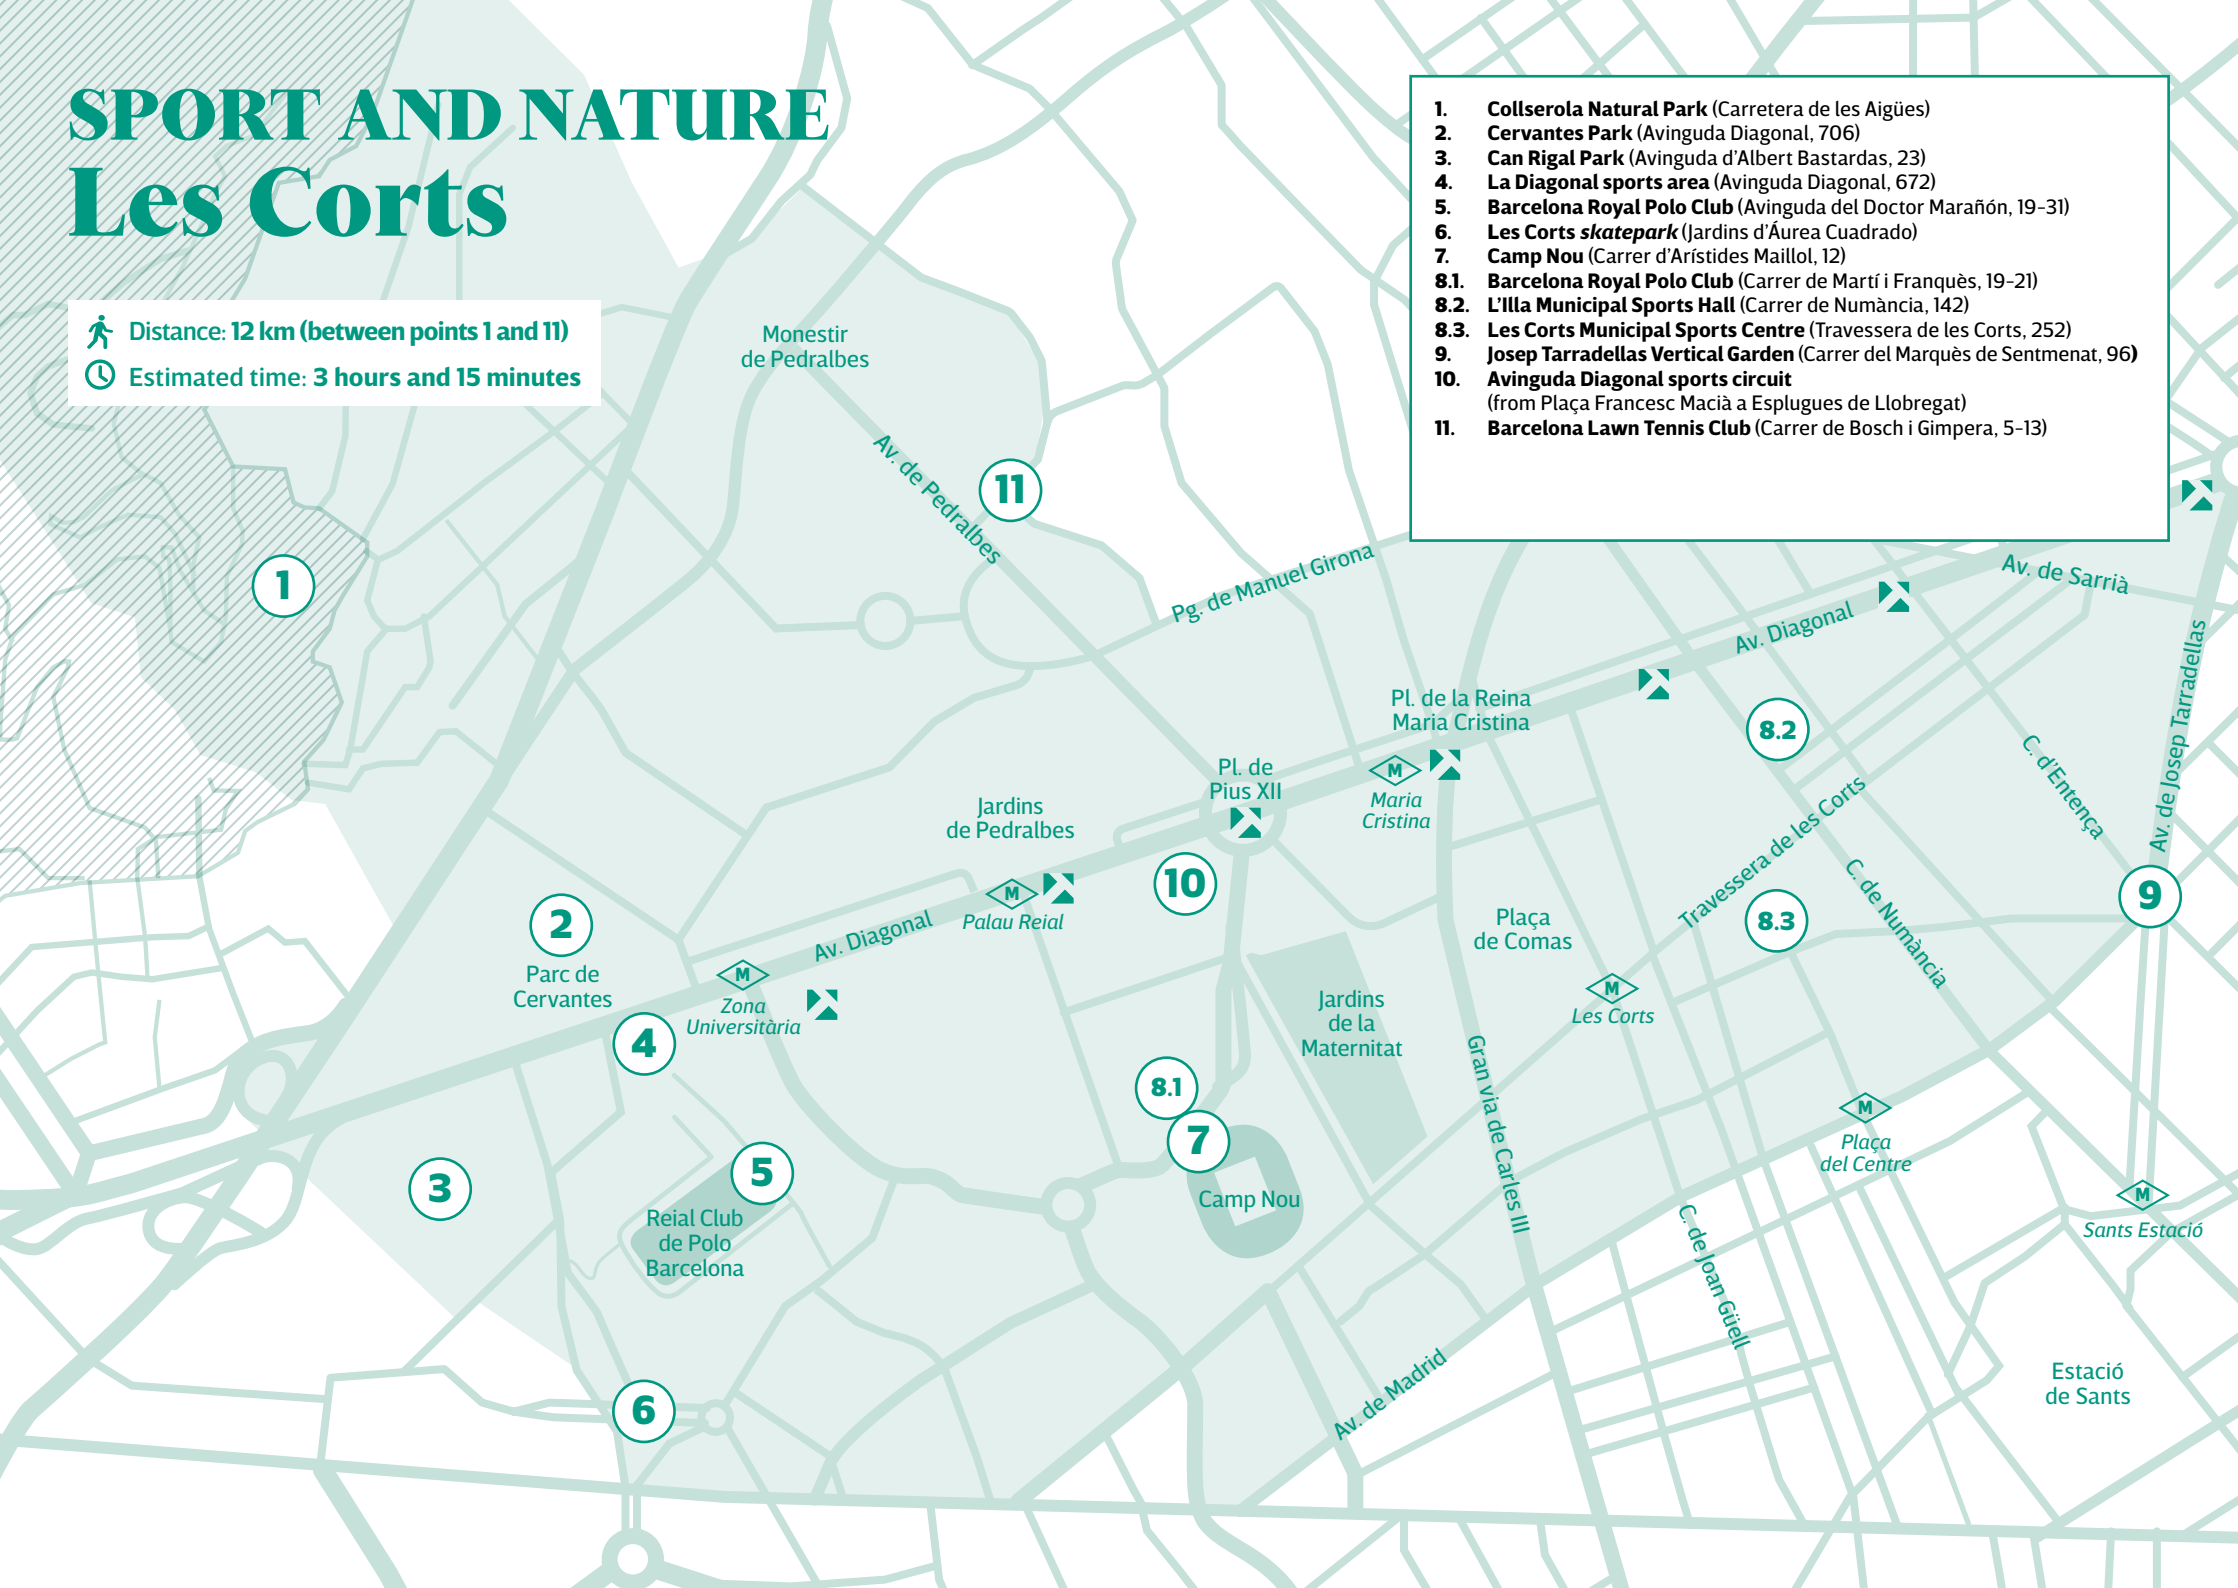 SPORT AND NATURE
Les Corts
Distance: 12 km (between points 1 and 11)
Estimated time: 3 hours and 15 minutes
1. Collserola Natural Park (Carretera de les Aigües)
2. Cervantes Park (Avinguda Diagonal, 706)
3. Can Rigal Park (Avinguda d'Albert Bastardas, 23)
4. La Diagonal sports area (Avinguda Diagonal, 672)
5. Barcelona Royal Polo Club (Avinguda del Doctor Marañón, 19-31)
6. Les Corts skatepark (Jardins d'Áurea Cuadrado)
7. Camp Nou (Carrer d'Arístides Maillol, 12)
8.1. Barcelona Royal Polo Club (Carrer de Martí i Franquès, 19-21)
8.2. L'Illa Municipal Sports Hall (Carrer de Numància, 142)
8.3. Les Corts Municipal Sports Centre (Travessera de les Corts, 252)
9. Josep Tarradellas Vertical Garden (Carrer del Marquès de Sentmenat, 96)
10. Avinguda Diagonal sports circuit
(from Plaça Francesc Macià a Esplugues de Llobregat)
11. Barcelona Lawn Tennis Club (Carrer de Bosch i Gimpera, 5-13)
Monestir
de Pedralbes
Av. de Pedralbes
11
1
Pg. de Manuel Girona
Av. de Sarrià
Av. Diagonal
Av. de Josep Tarradellas
Pl. de la Reina
Maria Cristina
8.2
C. d'Entença
Pl. de
Pius XII
M
Maria
Cristina
Jardins
de Pedralbes
Travessera de les Corts
C. de Numància
10
M
Palau Reial
2
Parc de
Cervantes
Av. Diagonal
Plaça
de Comas
8.3
9
M
Zona
Universitària
4
Jardins
de la
Maternitat
M
Les Corts
Gran via de Carles III
8.1
7
Camp Nou
M
Plaça
del Centre
3
5
Reial Club
de Polo
Barcelona
M
Sants Estació
C. de Joan Güell
Av. de Madrid
6
Estació
de Sants